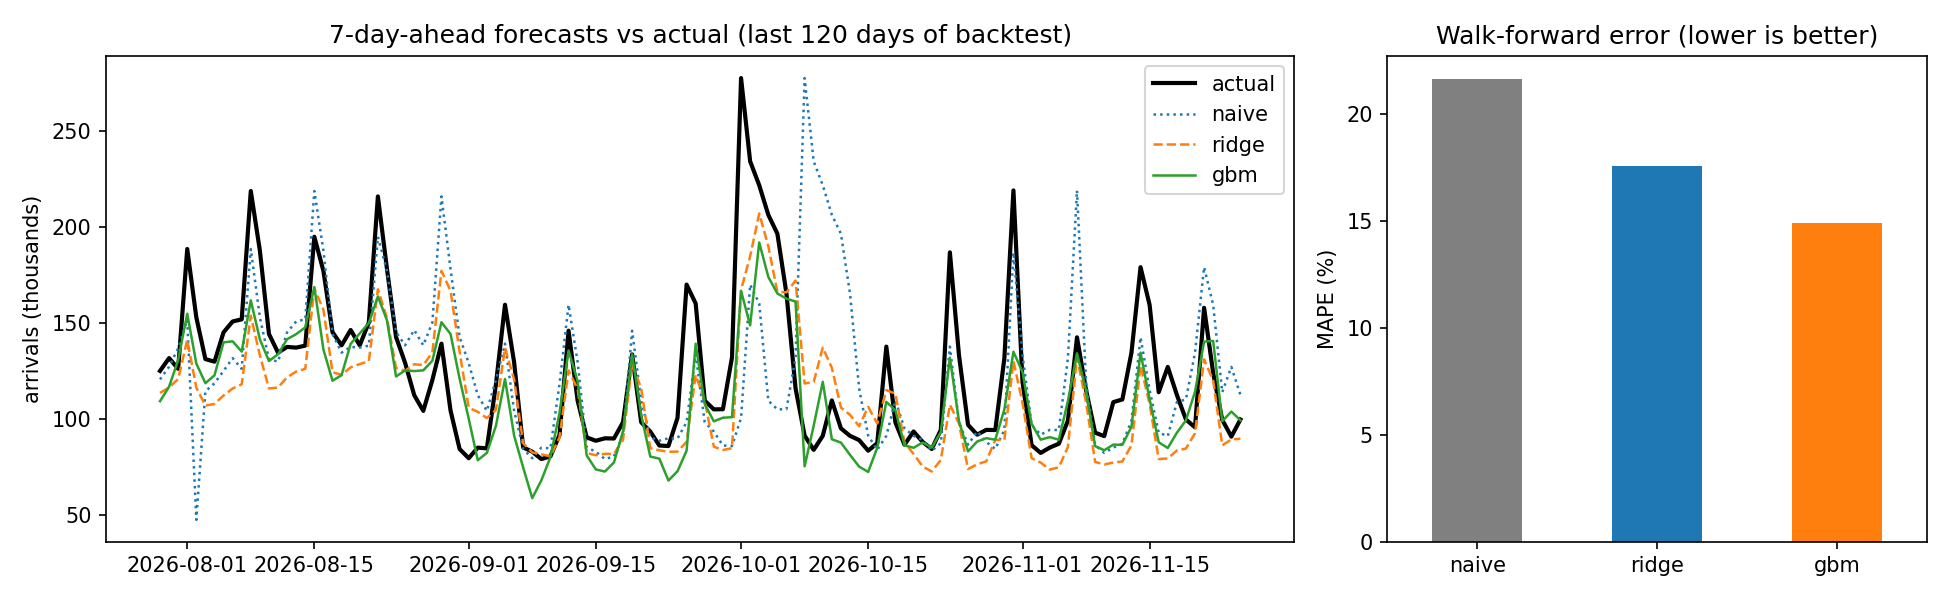 7-day-ahead forecasts vs actual (last 120 days of backtest)
arrivals (thousands)
250
200
150
100
50
2026-08-01 2026-08-15 2026-09-01 2026-09-15 2026-10-01 2026-10-15 2026-11-01 2026-11-15
actual
naive
ridge
gbm
Walk-forward error (lower is better)
MAPE (%)
20
15
10
5
0
naive ridge gbm